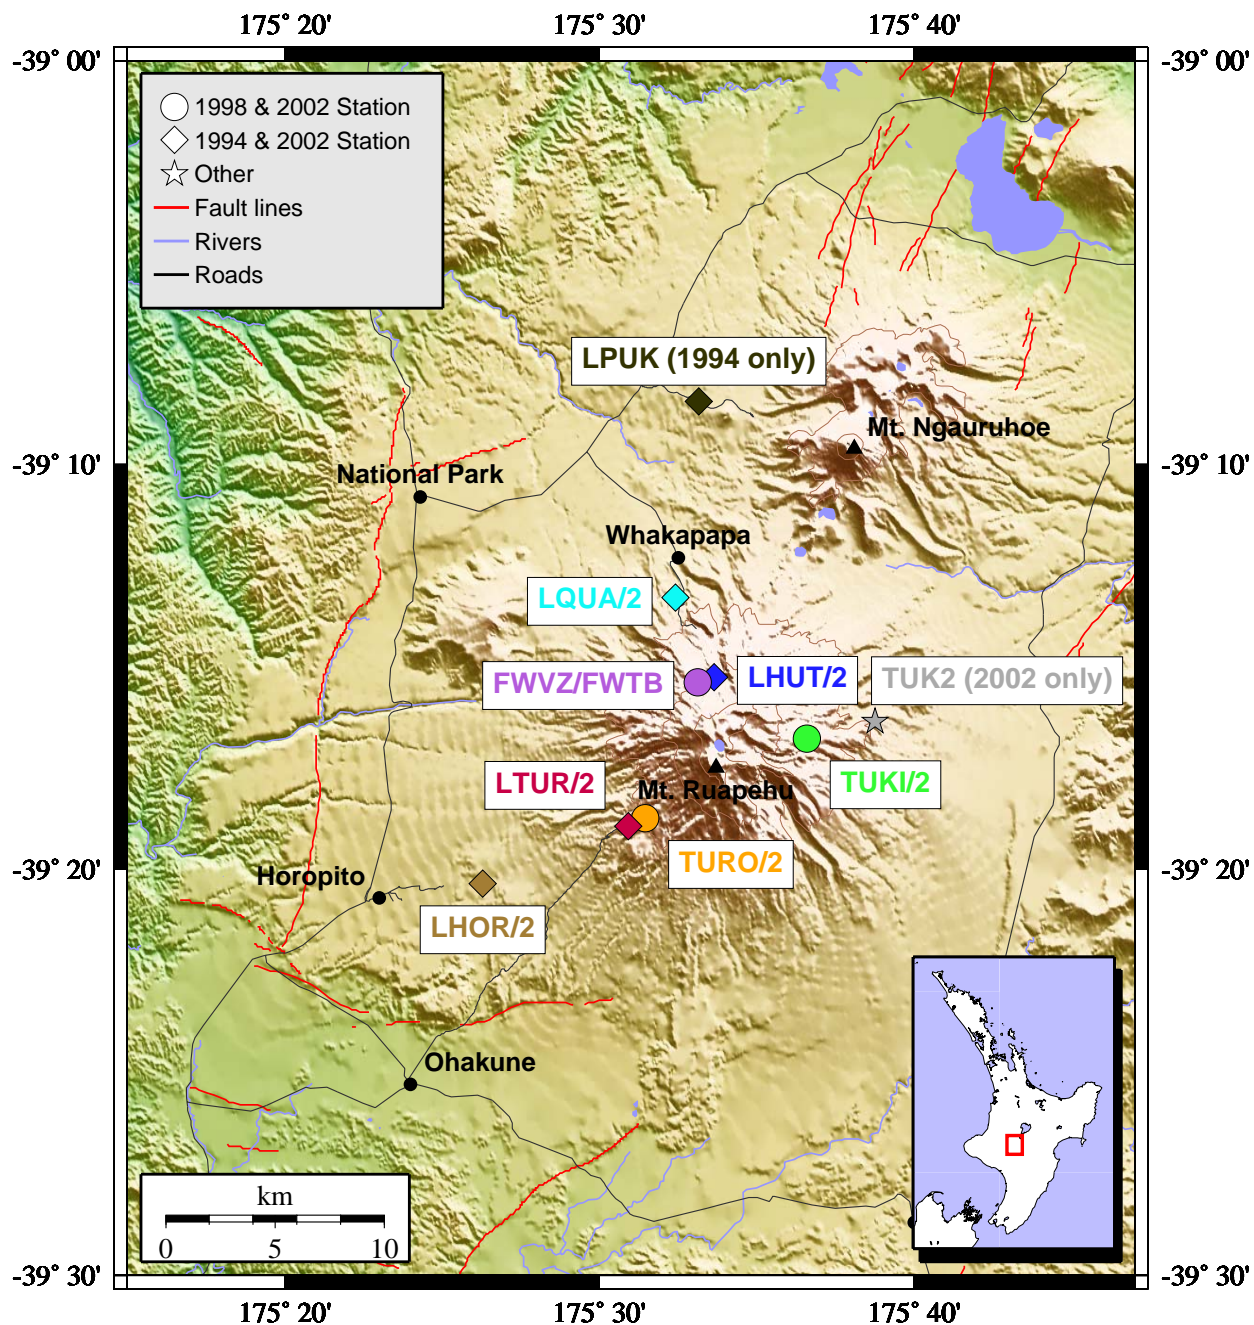 175° 20'
175° 30'
175° 40'
-39° 00'
-39° 00'
1998 & 2002 Station
1994 & 2002 Station
Other
Fault lines
Rivers
Roads
LPUK (1994 only)
Mt. Ngauruhoe
-39° 10'
-39° 10'
National Park
Whakapapa
LQUA/2
FWVZ/FWTB
LHUT/2
TUK2 (2002 only)
LTUR/2
Mt. Ruapehu
TUKI/2
TURO/2
-39° 20'
-39° 20'
Horopito
LHOR/2
Ohakune
km
0
5
10
-39° 30'
-39° 30'
175° 20'
175° 30'
175° 40'